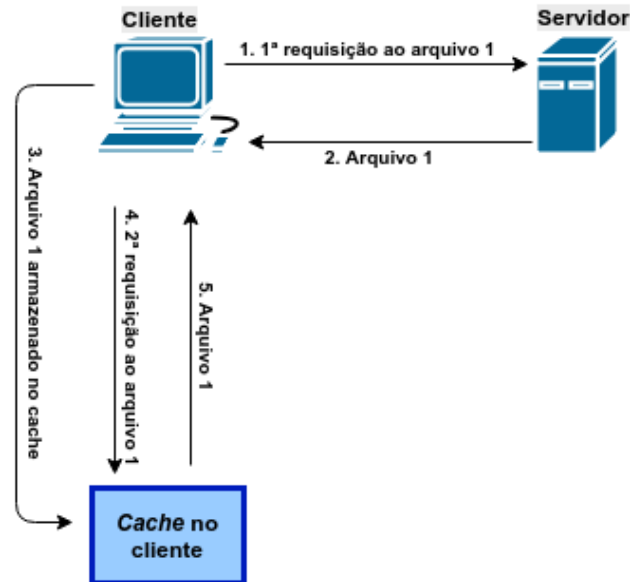 Cliente
Servidor
1. 1ª requisição ao arquivo 1
2. Arquivo 1
3. Arquivo 1 armazenado no cache
4. 2ª requisição ao arquivo 1
5. Arquivo 1
Cache no
cliente